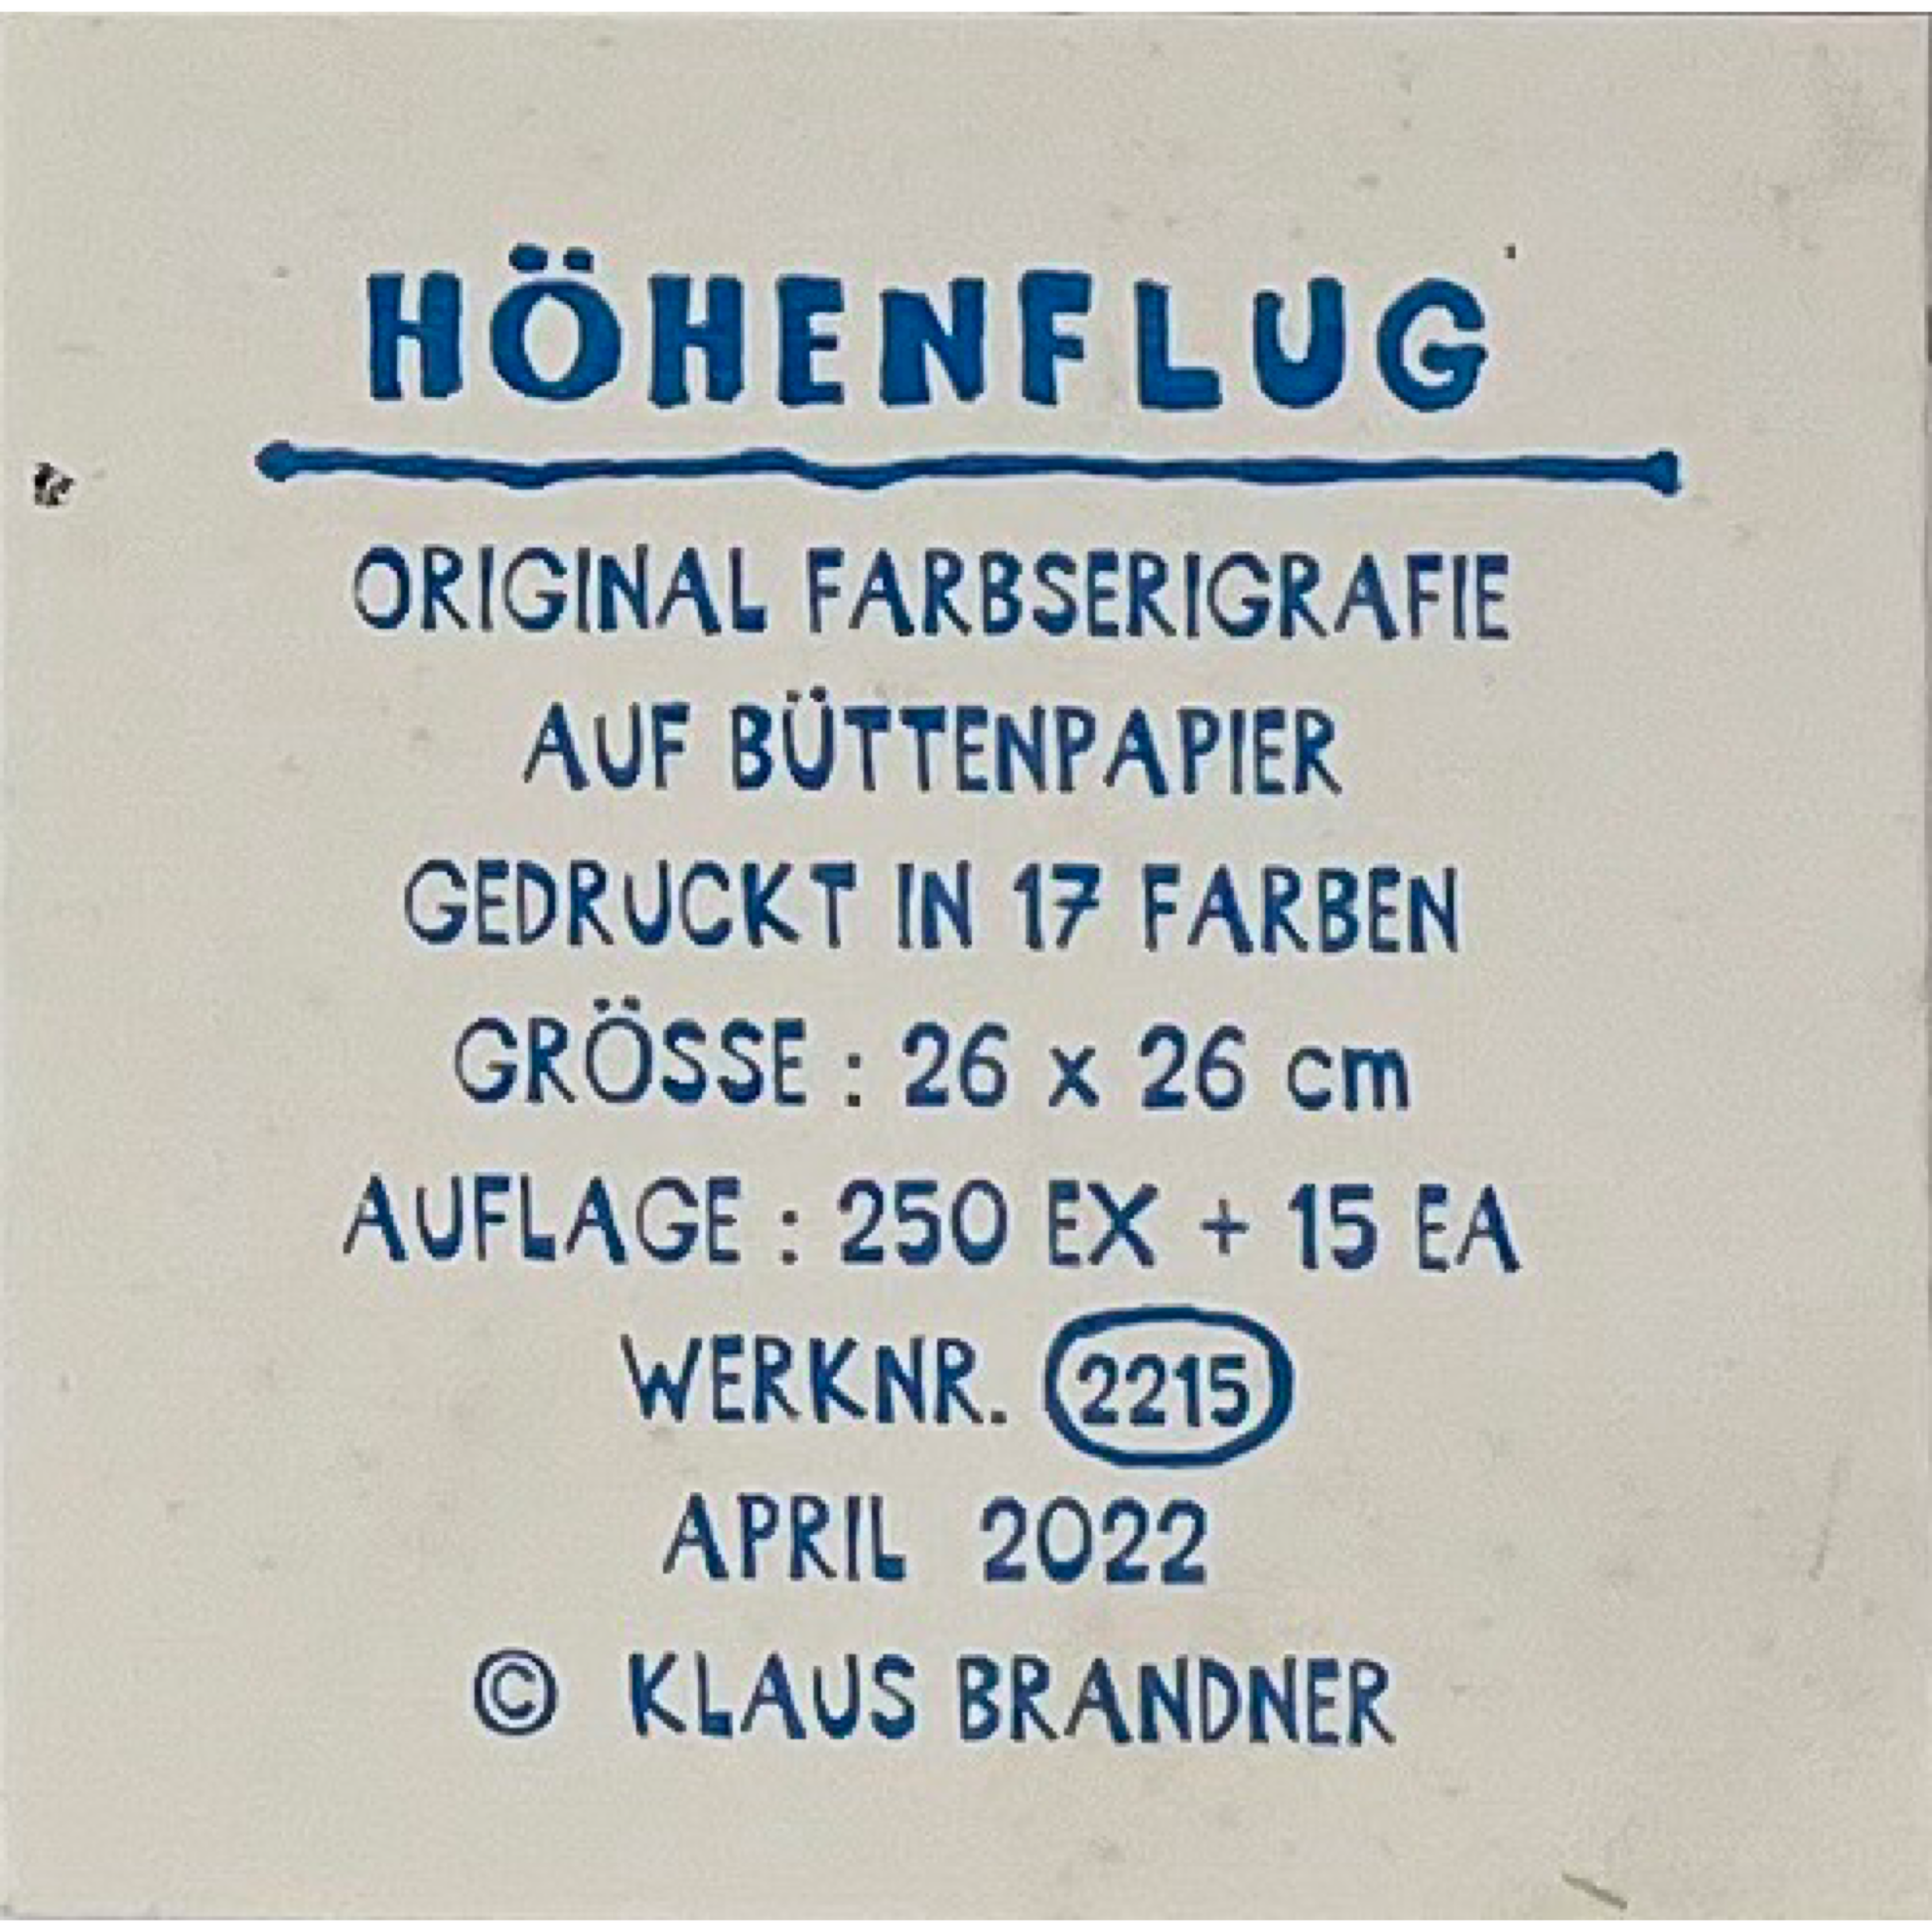 HÖHENFLUG
ORIGINAL FARBSERIGRAFIE
AUF BÜTTENPAPIER
GEDRUCKT IN 17 FARBEN
GRÖSSE : 26 x 26 cm
AUFLAGE : 250 EX + 15 EA
WERKNR. 2215
APRIL 2022
© KLAUS BRANDNER